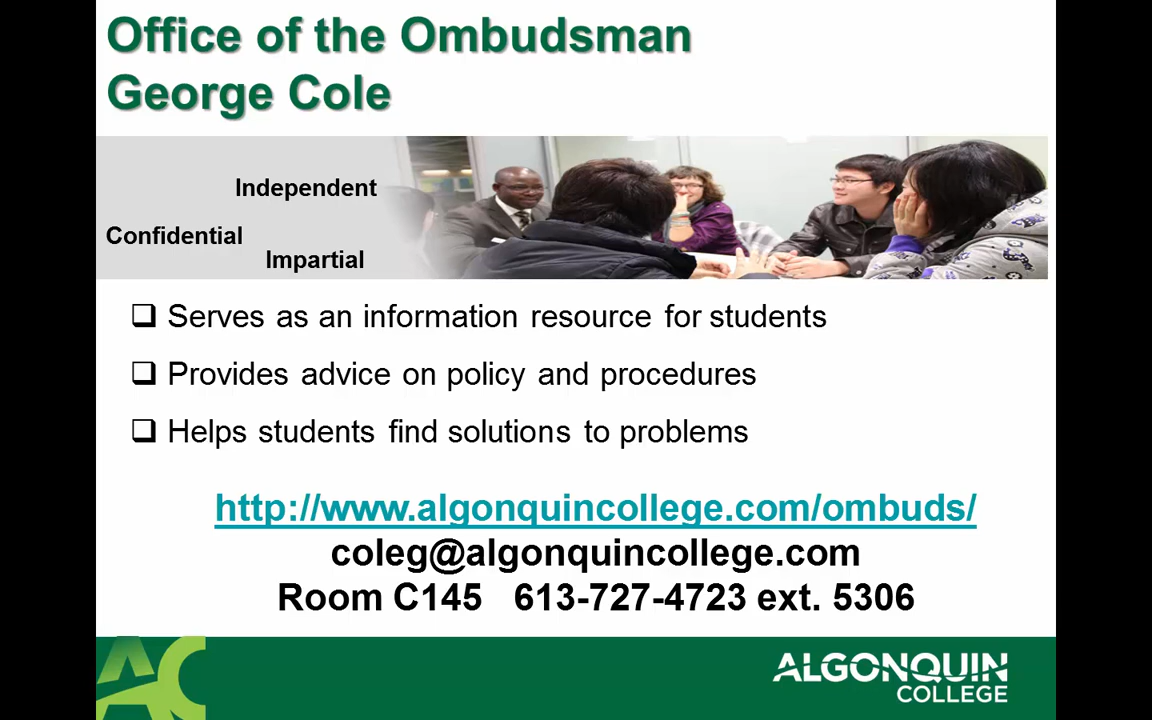 Office of the Ombudsman
George Cole
Independent
Confidential
Impartial
❑ Serves as an information resource for students
❑ Provides advice on policy and procedures
❑ Helps students find solutions to problems
http://www.algonquincollege.com/ombuds/
coleg@algonquincollege.com
Room C145 613-727-4723 ext. 5306
AC
ALGONQUIN
COLLEGE